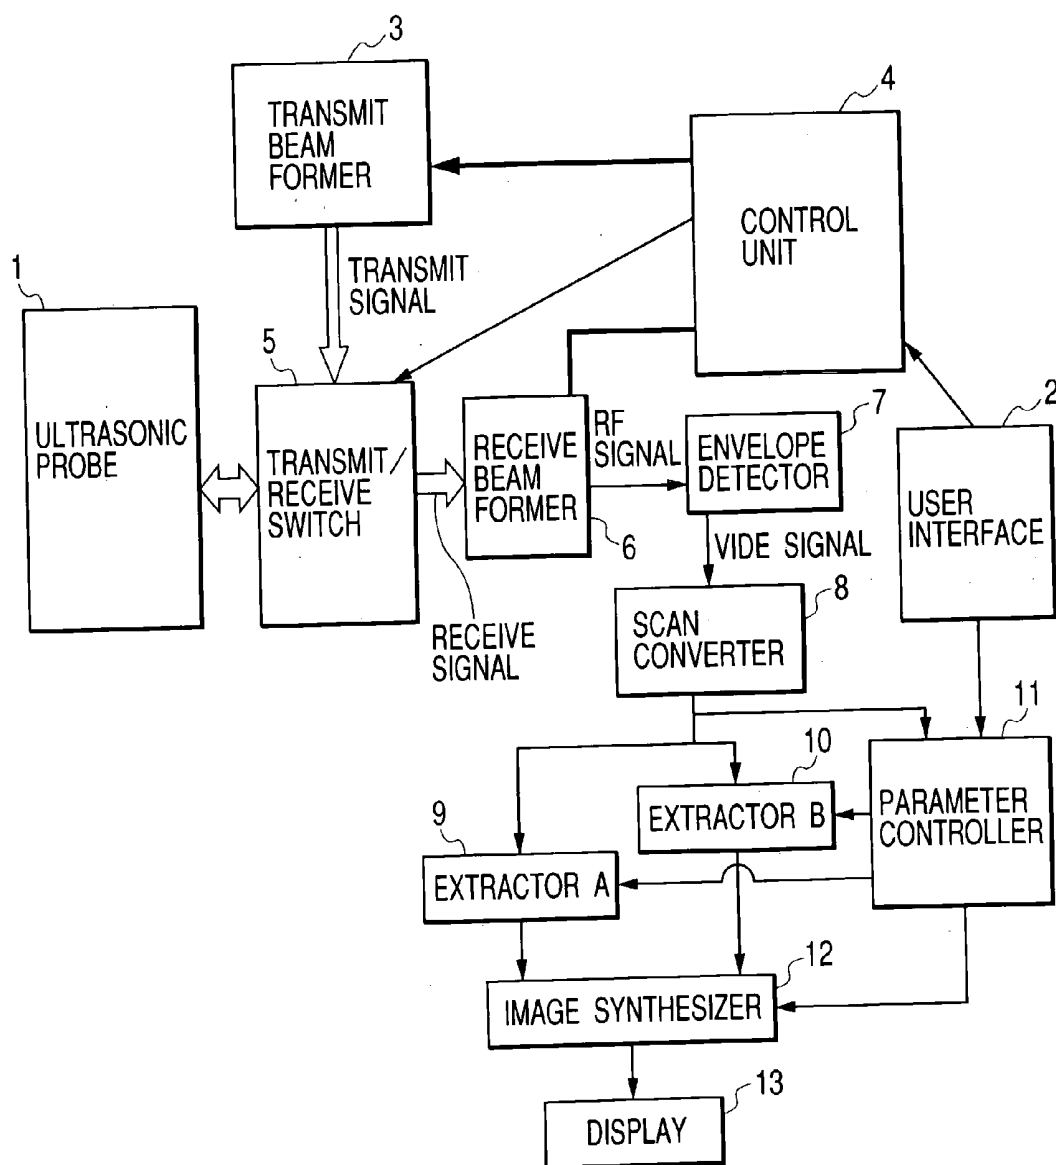 3
TRANSMIT
BEAM
FORMER
4
CONTROL
UNIT
TRANSMIT
SIGNAL
1
ULTRASONIC
PROBE
5
TRANSMIT/
RECEIVE
SWITCH
RECEIVE
BEAM
FORMER
6
RF
SIGNAL
7
ENVELOPE
DETECTOR
2
USER
INTERFACE
RECEIVE
SIGNAL
VIDE SIGNAL
8
SCAN
CONVERTER
11
PARAMETER
CONTROLLER
10
EXTRACTOR B
9
EXTRACTOR A
12
IMAGE SYNTHESIZER
13
DISPLAY